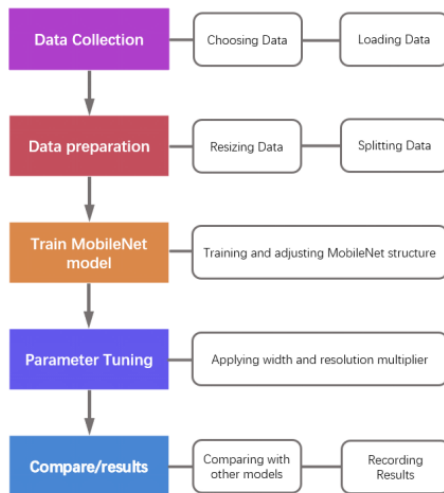 Data Collection
Choosing Data
Loading Data
Data preparation
Resizing Data
Splitting Data
Train MobileNet
model
Training and adjusting MobileNet structure
Parameter Tuning
Applying width and resolution multiplier
Compare/results
Comparing with
other models
Recording
Results